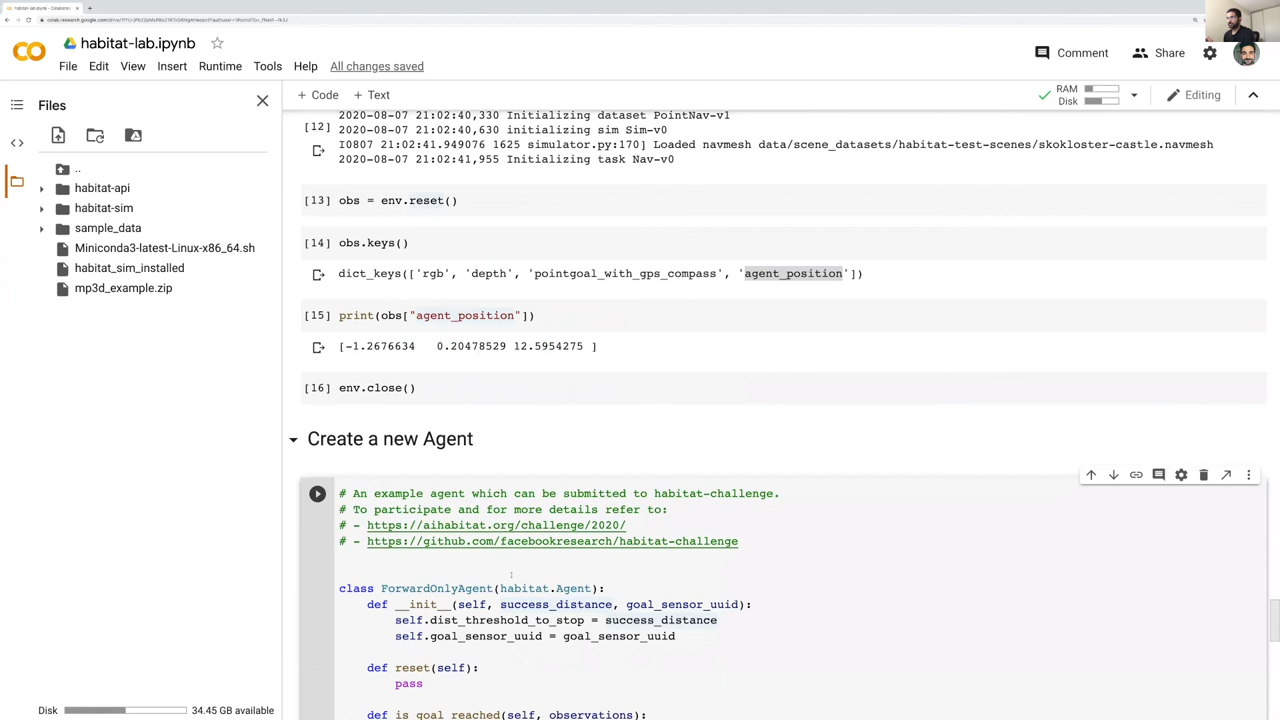 habitat-lab.ipynb
File Edit View Insert Runtime Tools Help All changes saved
Comment Share
Files
+ Code + Text
RAM
Disk
Editing
..
habitat-api
habitat-sim
sample_data
Miniconda3-latest-Linux-x86_64.sh
habitat_sim_installed
mp3d_example.zip
Disk 34.45 GB available
2020-08-07 21:02:40,330 Initializing dataset PointNav-v1
[12] 2020-08-07 21:02:40,630 initializing sim Sim-v0
I0807 21:02:41.949076 1625 simulator.py:170] Loaded navmesh data/scene_datasets/habitat-test-scenes/skokloster-castle.navmesh
2020-08-07 21:02:41,955 Initializing task Nav-v0
[13] obs = env.reset()
[14] obs.keys()
dict_keys(['rgb', 'depth', 'pointgoal_with_gps_compass', 'agent_position'])
[15] print(obs["agent_position"])
[-1.2676634 0.20478529 12.5954275 ]
[16] env.close()
Create a new Agent
# An example agent which can be submitted to habitat-challenge.
# To participate and for more details refer to:
# - https://aihabitat.org/challenge/2020/
# - https://github.com/facebookresearch/habitat-challenge
class ForwardOnlyAgent(habitat.Agent):
def __init__(self, success_distance, goal_sensor_uuid):
self.dist_threshold_to_stop = success_distance
self.goal_sensor_uuid = goal_sensor_uuid
def reset(self):
pass
def is_goal_reached(self, observations):